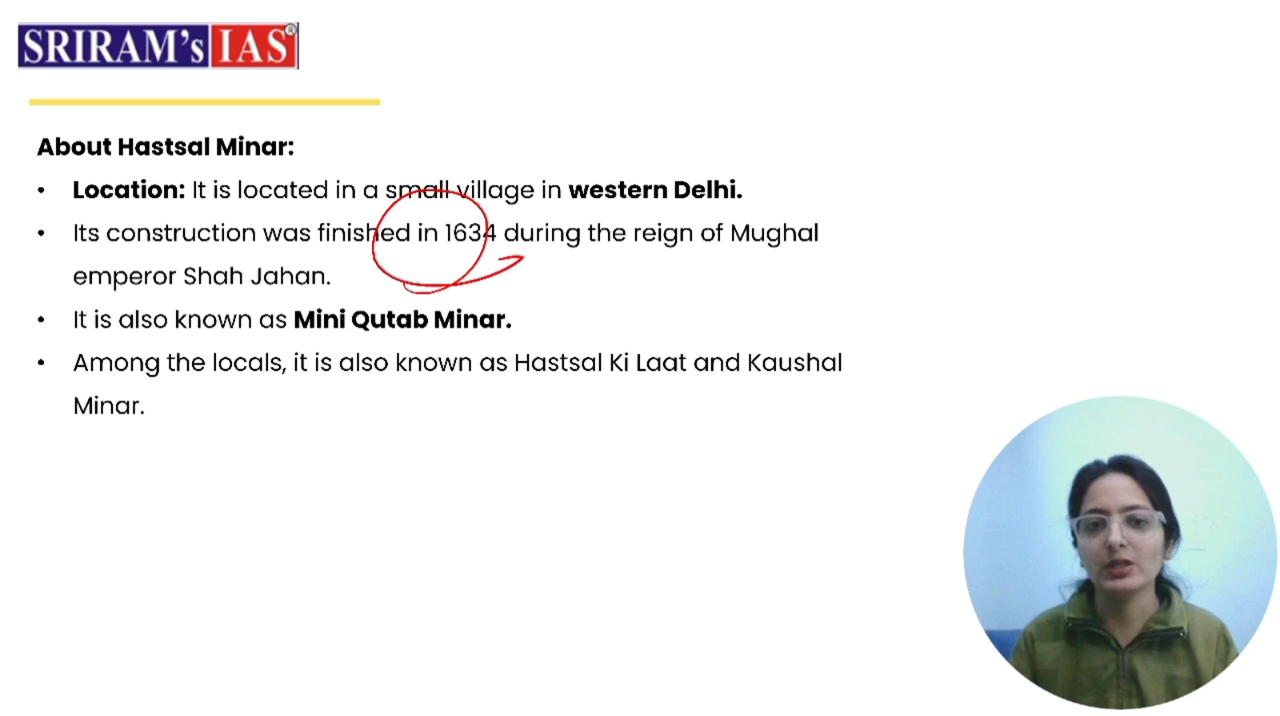 SRIRAM's IAS®
About Hastsal Minar:
• Location: It is located in a small village in western Delhi.
• Its construction was finished in 1634 during the reign of Mughal
emperor Shah Jahan.
• It is also known as Mini Qutab Minar.
• Among the locals, it is also known as Hastsal Ki Laat and Kaushal
Minar.